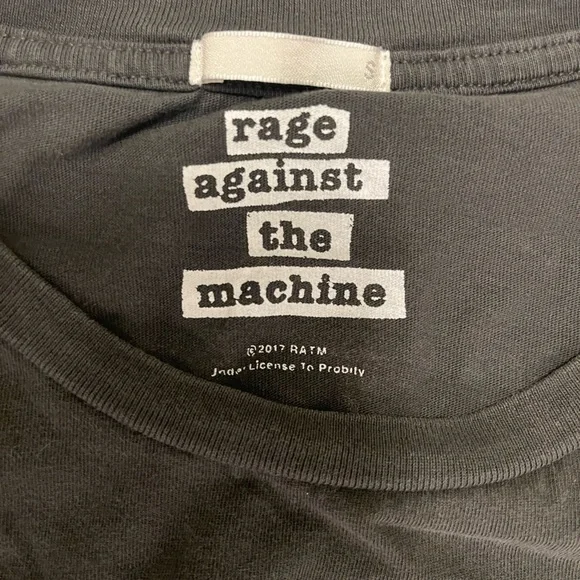 S
rage
against
the
machine
©2017 RATM
Under License To Probity